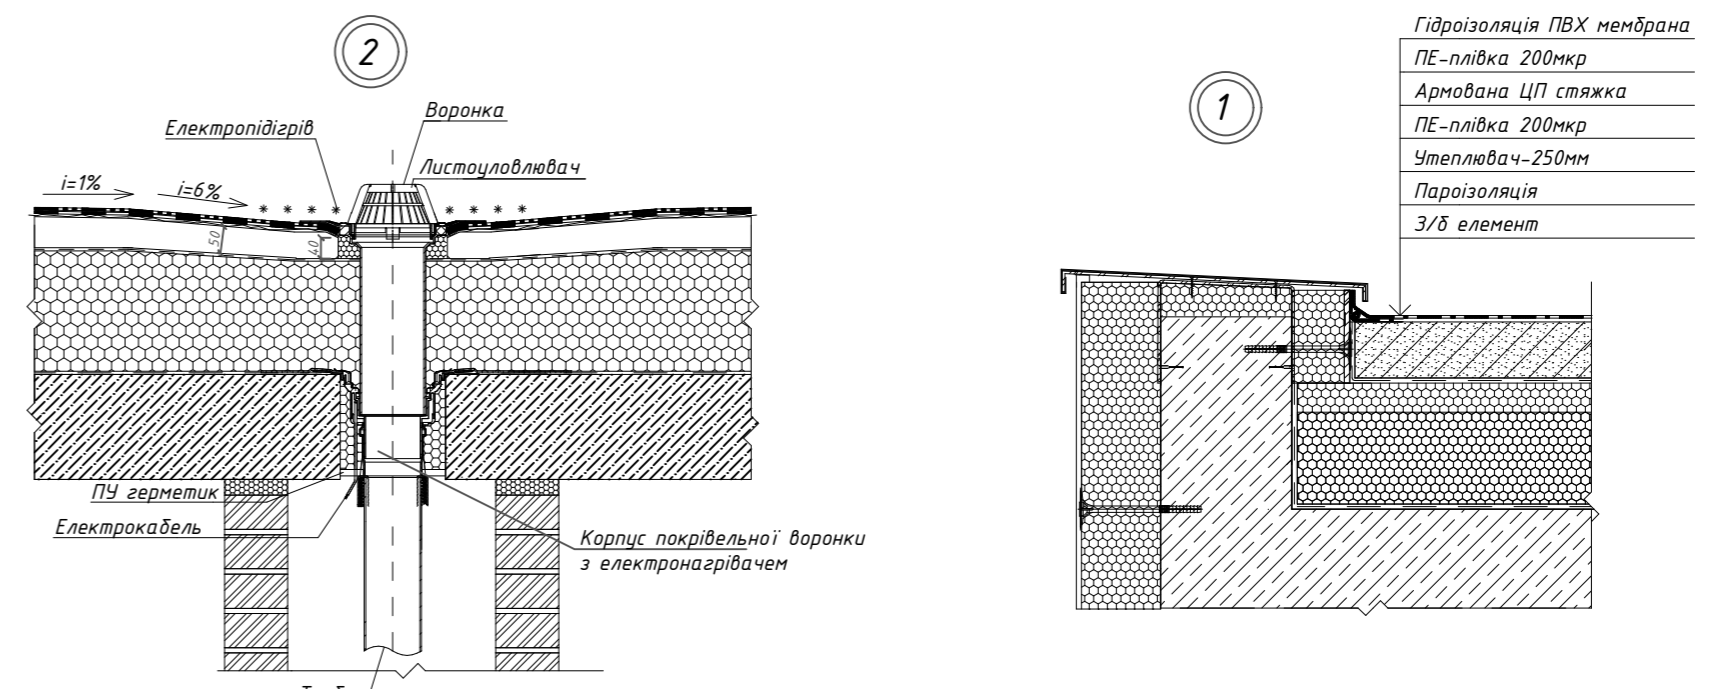 2
Електропідігрів
Воронка
Листоуловлювач
i=1%
i=6%
50
40
ПУ герметик
Електрокабель
Корпус покрівельної воронки
з електронагрівачем
1
Гідроізоляція ПВХ мембрана
ПЕ-плівка 200мкр
Армована ЦП стяжка
ПЕ-плівка 200мкр
Утеплювач-250мм
Пароізоляція
З/б елемент